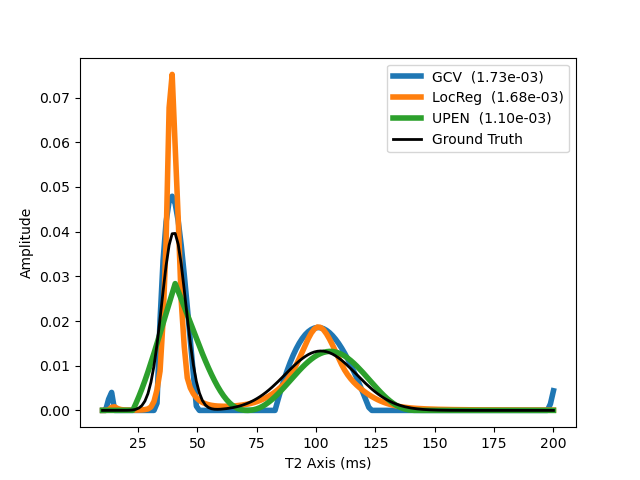 GCV (1.73e-03)
LocReg (1.68e-03)
UPEN (1.10e-03)
Ground Truth
0.07
0.06
0.05
0.04
0.03
0.02
0.01
0.00
Amplitude
25 50 75 100 125 150 175 200
T2 Axis (ms)